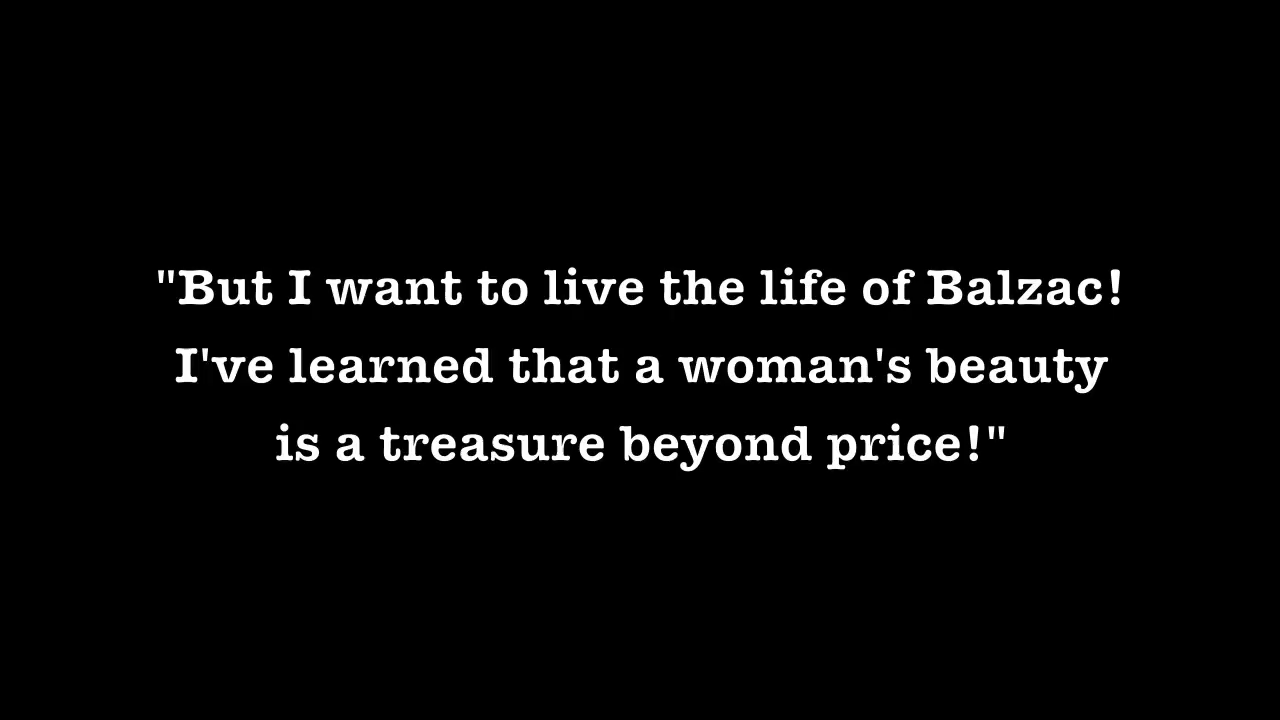 "But I want to live the life of Balzac!
I've learned that a woman's beauty
is a treasure beyond price!"